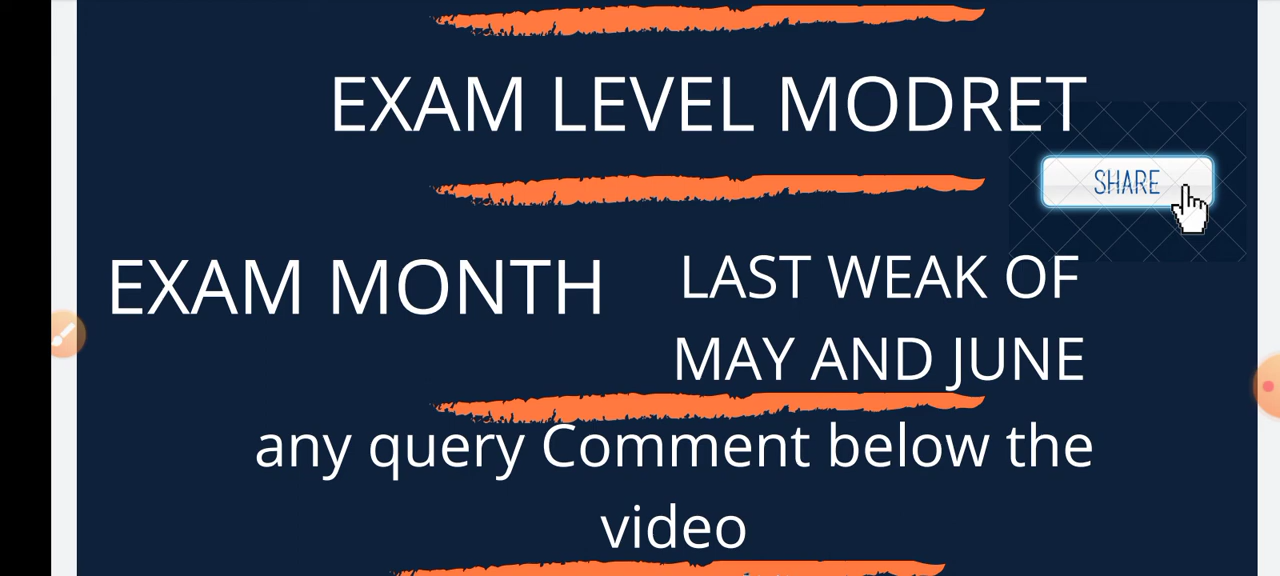 EXAM LEVEL MODRET
SHARE
EXAM MONTH
LAST WEAK OF
MAY AND JUNE
any query Comment below the
video